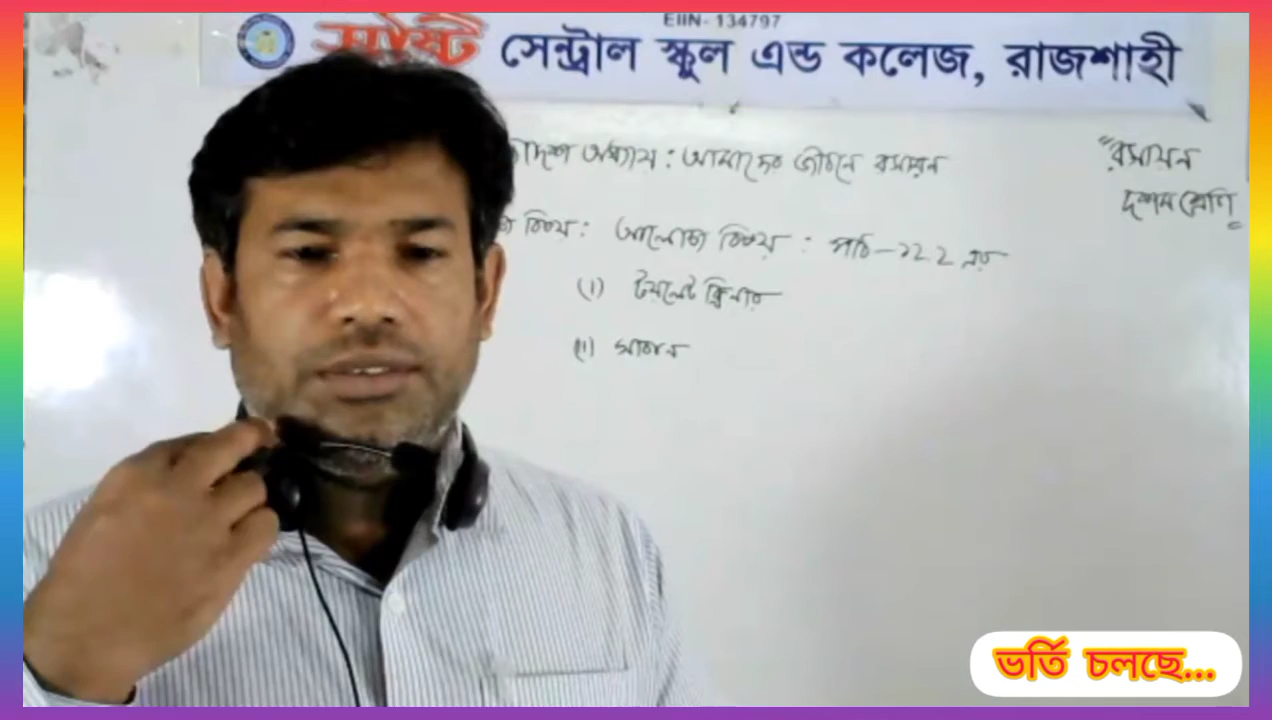 EIIN- 134797
সেন্ট্রাল স্কুল এন্ড কলেজ, রাজশাহী
অধ্যায় : আমাদের জীবনে রসায়ন
"রসায়ন
দশম শ্রেণি"
বিষয় : আলোচ্য বিষয় : পাঠ-১২.২ এর
(i) টয়লেট ক্লিনার
(ii) সাবান
ভর্তি চলছে...